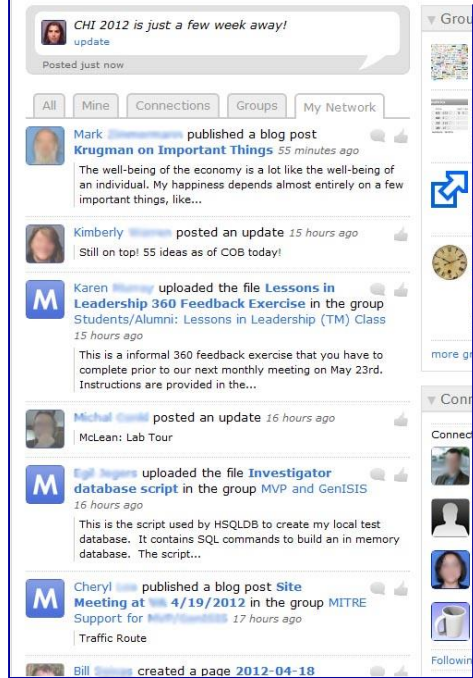 CHI 2012 is just a few week away!
update
Posted just now
All
Mine
Connections
Groups
My Network
Mark published a blog post
Krugman on Important Things 55 minutes ago
The well-being of the economy is a lot like the well-being of
an individual. My happiness depends almost entirely on a few
important things, like...
Kimberly posted an update 15 hours ago
Still on top! 55 ideas as of COB today!
M
Karen uploaded the file Lessons in
Leadership 360 Feedback Exercise in the group
Students/Alumni: Lessons in Leadership (TM) Class
15 hours ago
This is a informal 360 feedback exercise that you have to
complete prior to our next monthly meeting on May 23rd.
Instructions are provided in the...
Michal posted an update 16 hours ago
McLean: Lab Tour
M
uploaded the file Investigator
database script in the group MVP and GenISIS
16 hours ago
This is the script used by HSQLDB to create my local test
database. It contains SQL commands to build an in memory
database. The script...
M
Cheryl published a blog post Site
Meeting at 4/19/2012 in the group MITRE
Support for 17 hours ago
Traffic Route
Bill created a page 2012-04-18
Grou
more gr
Conn
Connect
Followin